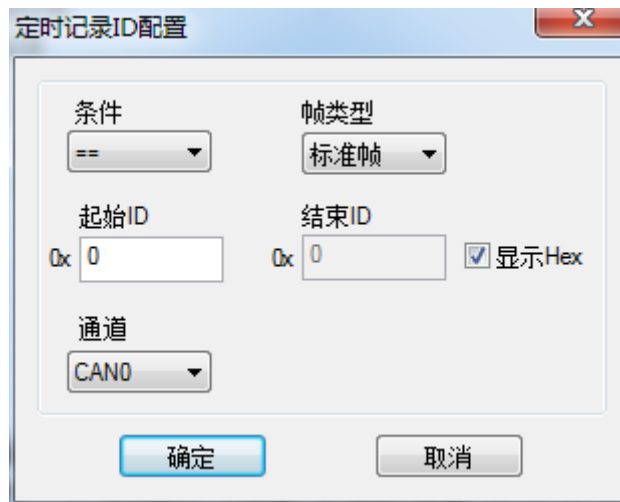 定时记录ID配置
条件 帧类型
== 标准帧
起始ID 结束ID
0x 0 0x 0 显示Hex
通道
CAN0
确定 取消